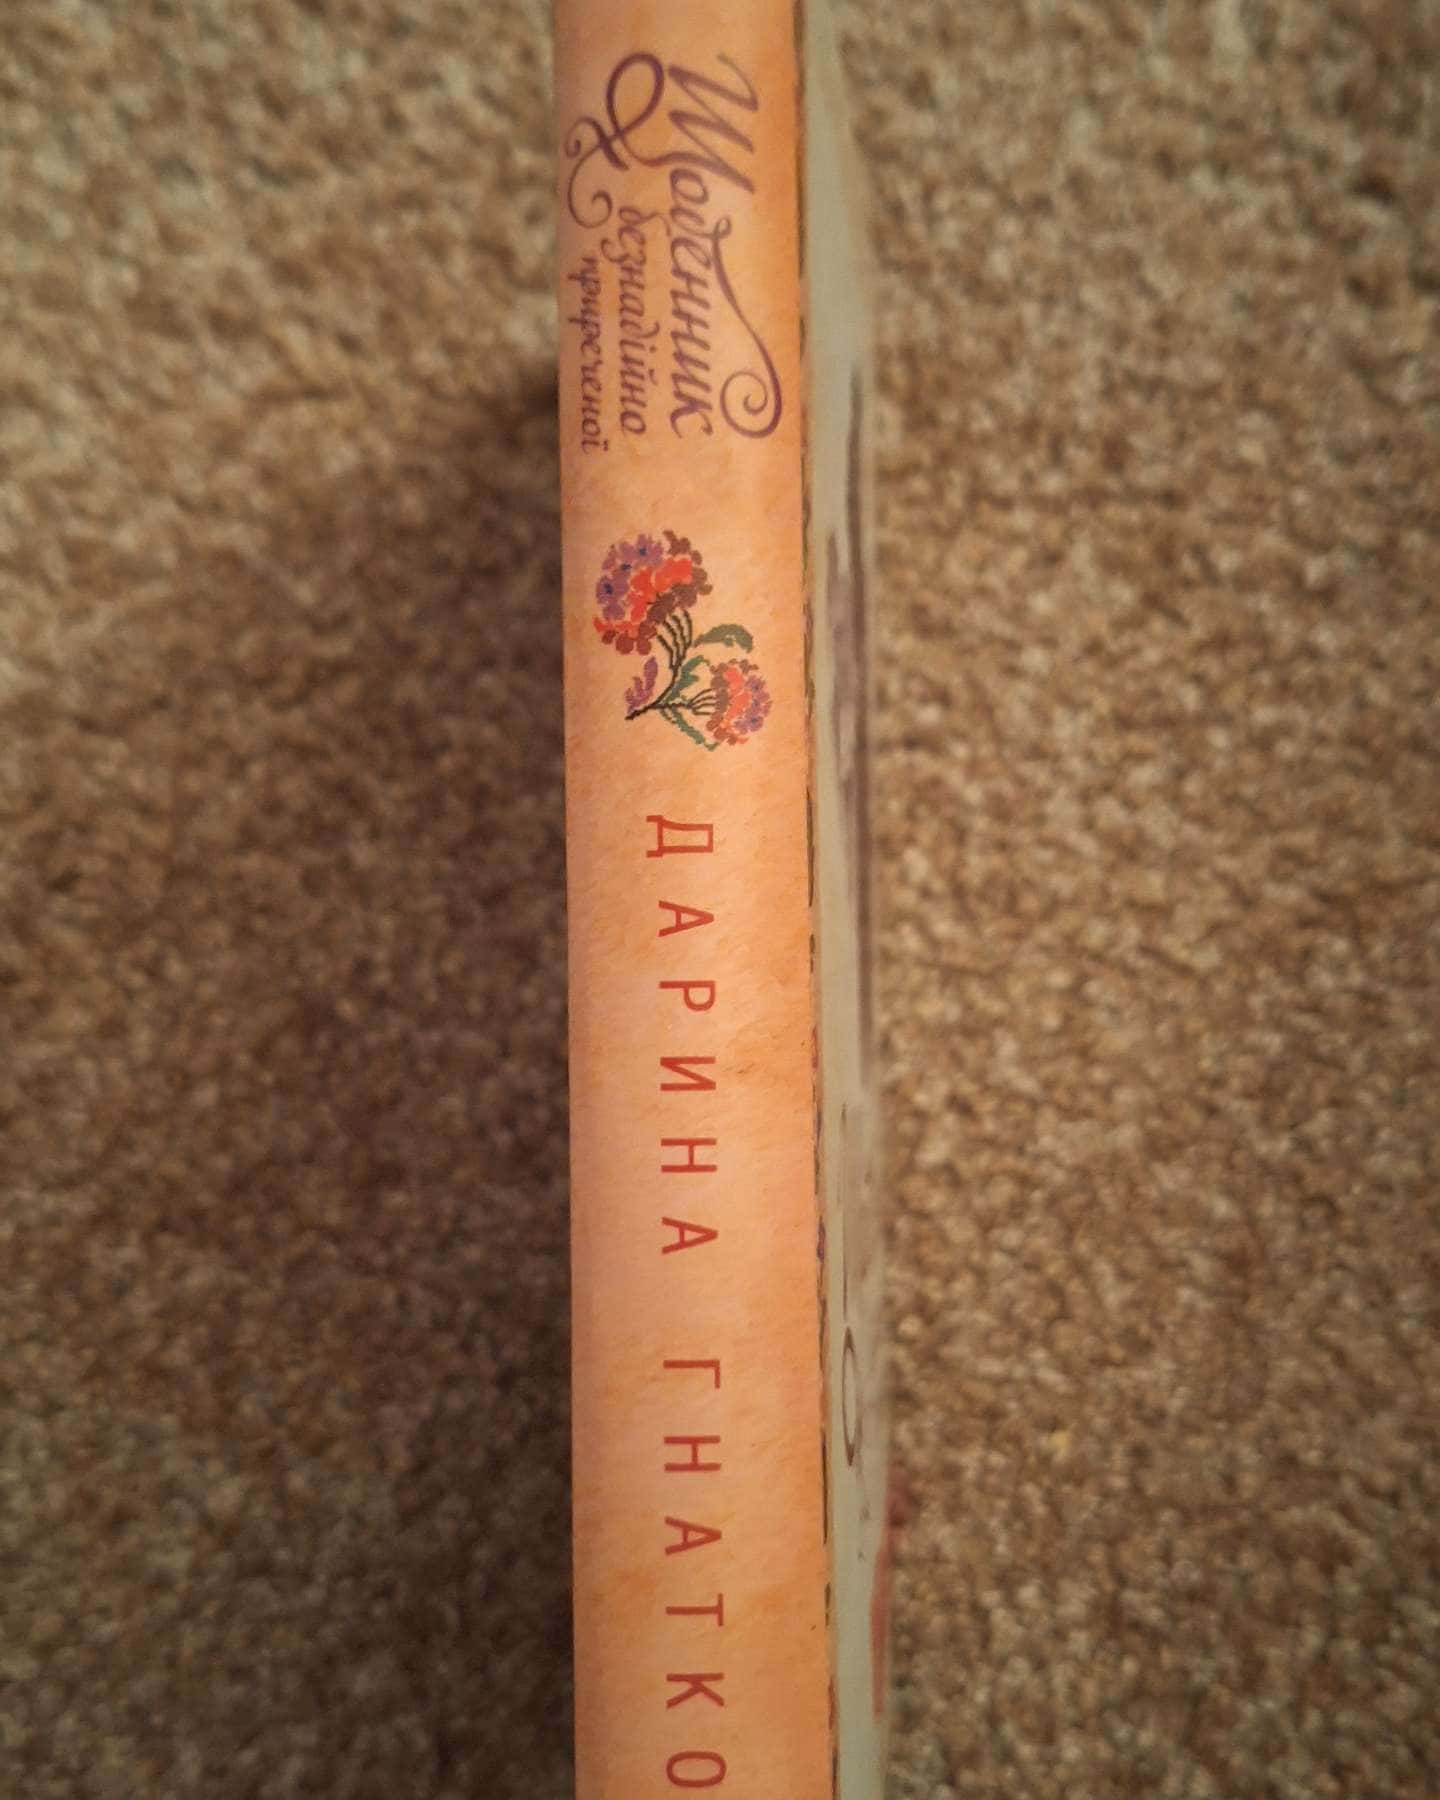 Щоденник
безнадійно
приреченої
ДАРИНА ГНАТКО